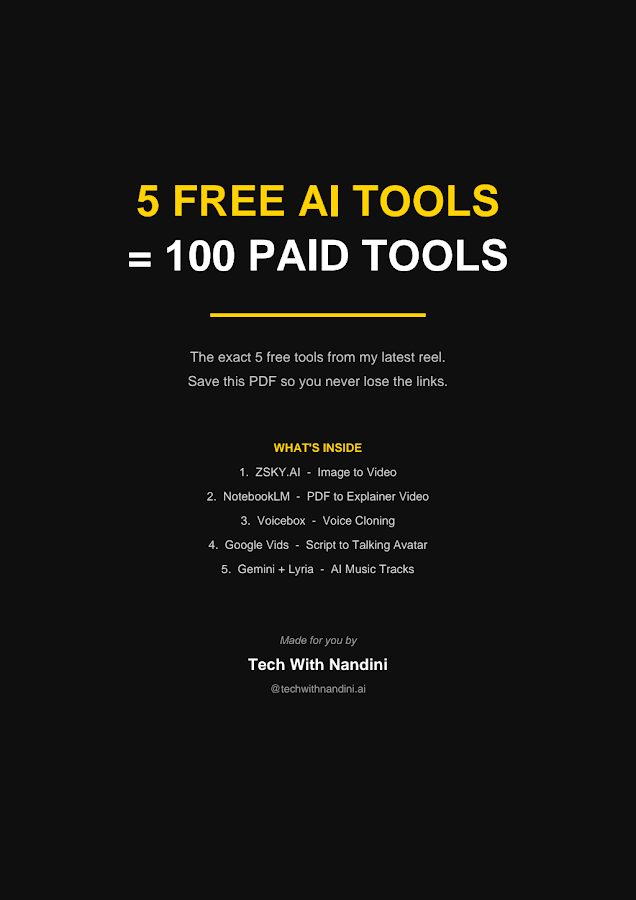 5 FREE AI TOOLS
= 100 PAID TOOLS
The exact 5 free tools from my latest reel.
Save this PDF so you never lose the links.
WHAT'S INSIDE
1. ZSKY.AI - Image to Video
2. NotebookLM - PDF to Explainer Video
3. Voicebox - Voice Cloning
4. Google Vids - Script to Talking Avatar
5. Gemini + Lyria - AI Music Tracks
Made for you by
Tech With Nandini
@techwithnandini.ai